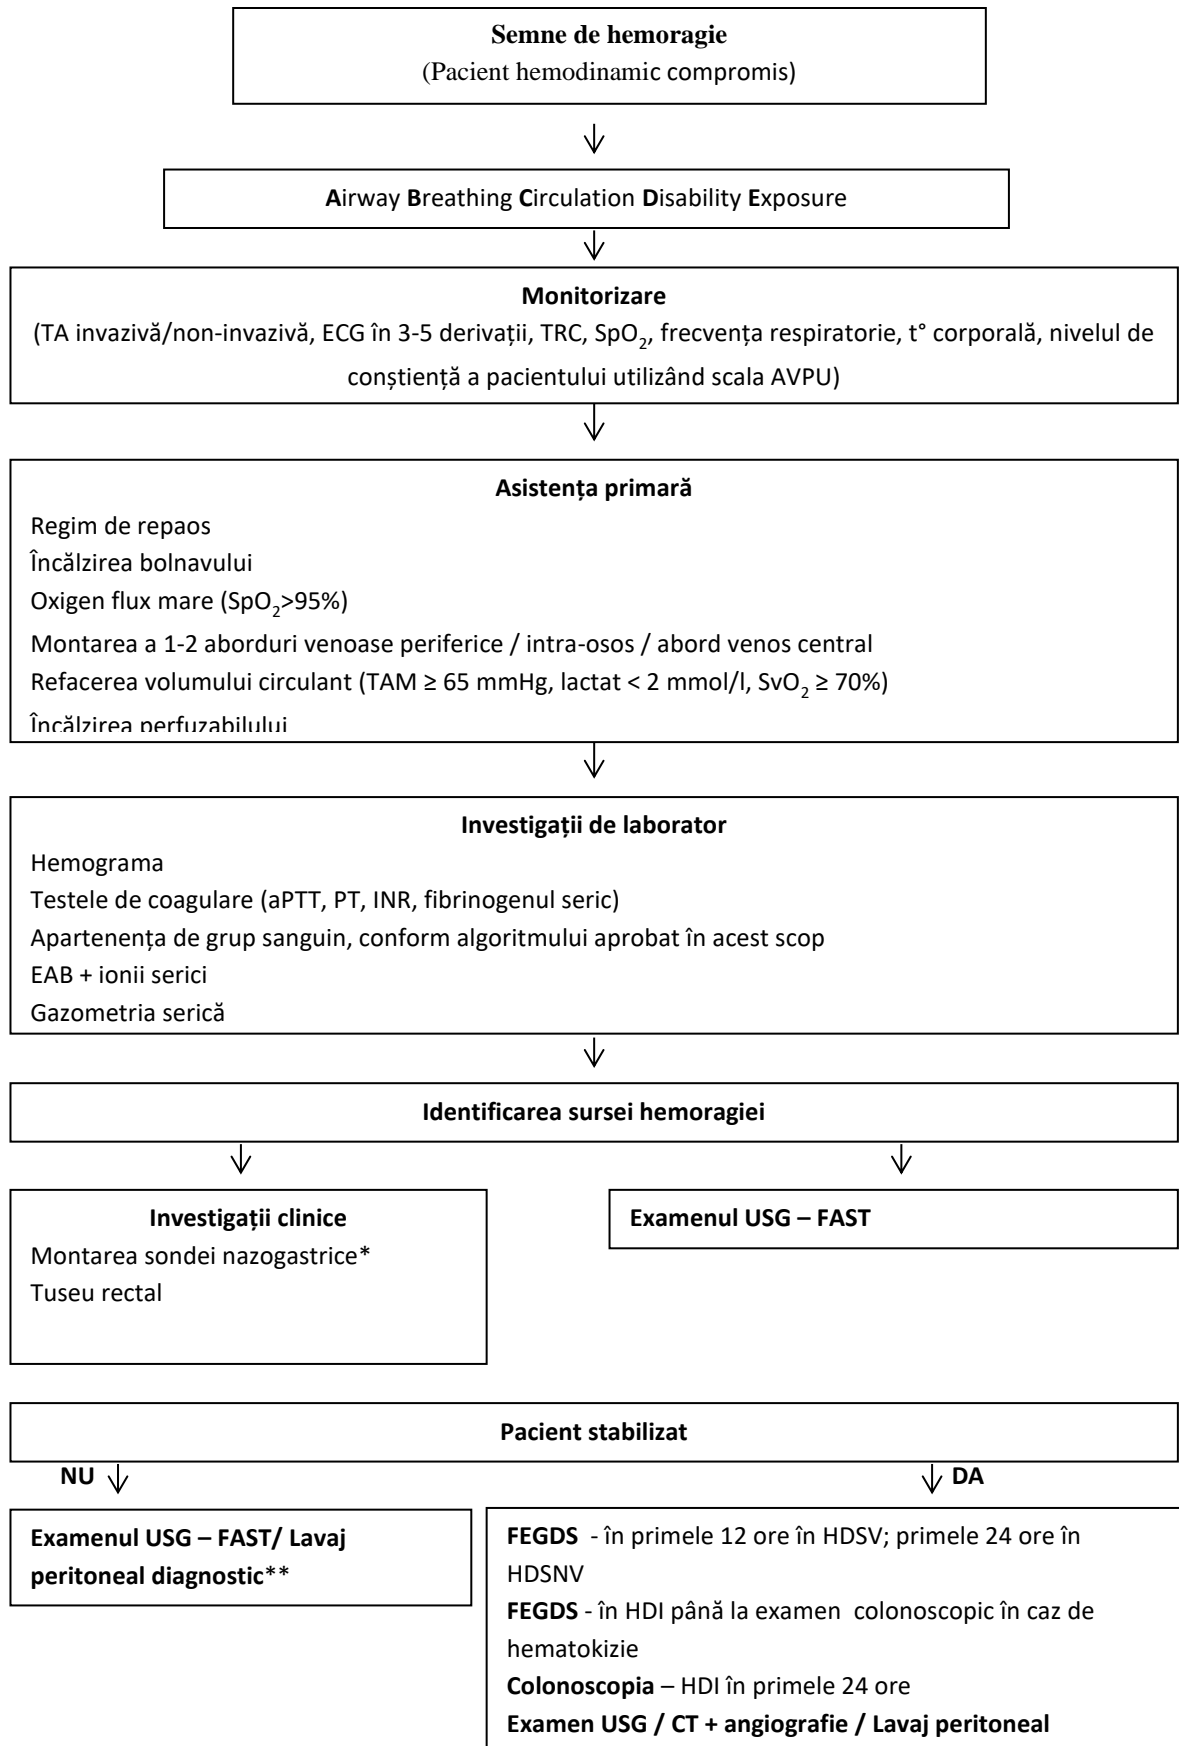 Semne de hemoragie
(Pacient hemodinamic compromis)
Airway Breathing Circulation Disability Exposure
Monitorizare
(TA invazivă/non-invazivă, ECG în 3-5 derivații, TRC, SpO₂, frecvența respiratorie, t° corporală, nivelul de
conștiență a pacientului utilizând scala AVPU)
Asistența primară
Regim de repaos
Încălzirea bolnavului
Oxigen flux mare (SpO₂>95%)
Montarea a 1-2 aborduri venoase periferice / intra-osos / abord venos central
Refacerea volumului circulant (TAM ≥ 65 mmHg, lactat < 2 mmol/l, SvO₂ ≥ 70%)
Încălzirea perfuzabilului
Investigații de laborator
Hemograma
Testele de coagulare (aPTT, PT, INR, fibrinogenul seric)
Apartenența de grup sanguin, conform algoritmului aprobat în acest scop
EAB + ionii serici
Gazometria serică
Identificarea sursei hemoragiei
Investigații clinice
Montarea sondei nazogastrice*
Tuseu rectal
Examenul USG – FAST
Pacient stabilizat
NU
DA
Examenul USG – FAST/ Lavaj
peritoneal diagnostic**
FEGDS - în primele 12 ore în HDSV; primele 24 ore în
HDSNV
FEGDS - în HDI până la examen colonoscopic în caz de
hematokizie
Colonoscopia – HDI în primele 24 ore
Examen USG / CT + angiografie / Lavaj peritoneal